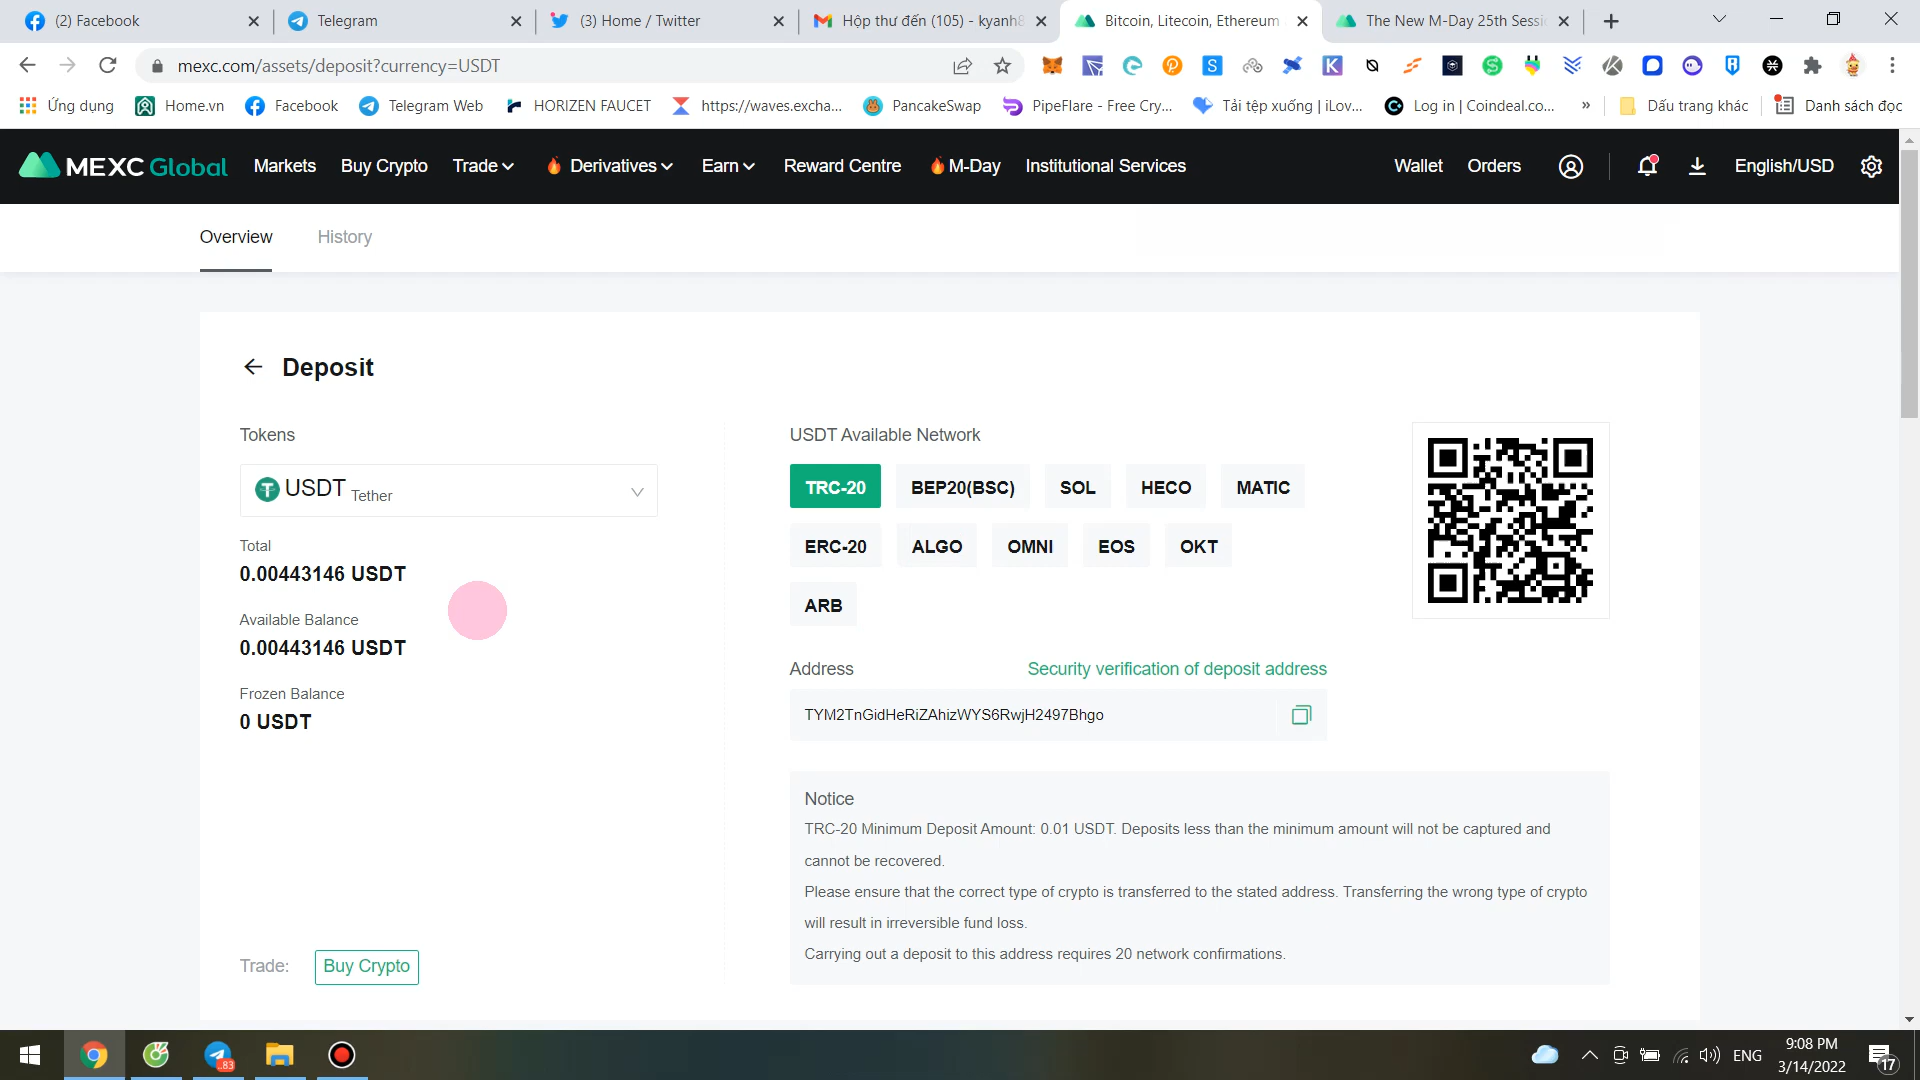 (2) Facebook
Telegram
(3) Home / Twitter
Hộp thư đến (105) - kyanh8
Bitcoin, Litecoin, Ethereum
The New M-Day 25th Sessi
mexc.com/assets/deposit?currency=USDT
Ứng dụng
Home.vn
Facebook
Telegram Web
HORIZEN FAUCET
https://waves.excha...
PancakeSwap
PipeFlare - Free Cry...
Tải tệp xuống | iLov...
Log in | Coindeal.co...
»
Dấu trang khác
Danh sách đọc
MEXC Global
Markets
Buy Crypto
Trade
Derivatives
Earn
Reward Centre
M-Day
Institutional Services
Wallet
Orders
English/USD
Overview
History
Deposit
Tokens
USDT Tether
Total
0.00443146 USDT
Available Balance
0.00443146 USDT
Frozen Balance
0 USDT
Trade:
Buy Crypto
USDT Available Network
TRC-20
BEP20(BSC)
SOL
HECO
MATIC
ERC-20
ALGO
OMNI
EOS
OKT
ARB
Address
Security verification of deposit address
TYM2TnGidHeRiZAhizWYS6RwjH2497Bhgo
Notice
TRC-20 Minimum Deposit Amount: 0.01 USDT. Deposits less than the minimum amount will not be captured and
cannot be recovered.
Please ensure that the correct type of crypto is transferred to the stated address. Transferring the wrong type of crypto
will result in irreversible fund loss.
Carrying out a deposit to this address requires 20 network confirmations.
83
ENG
9:08 PM
3/14/2022
17